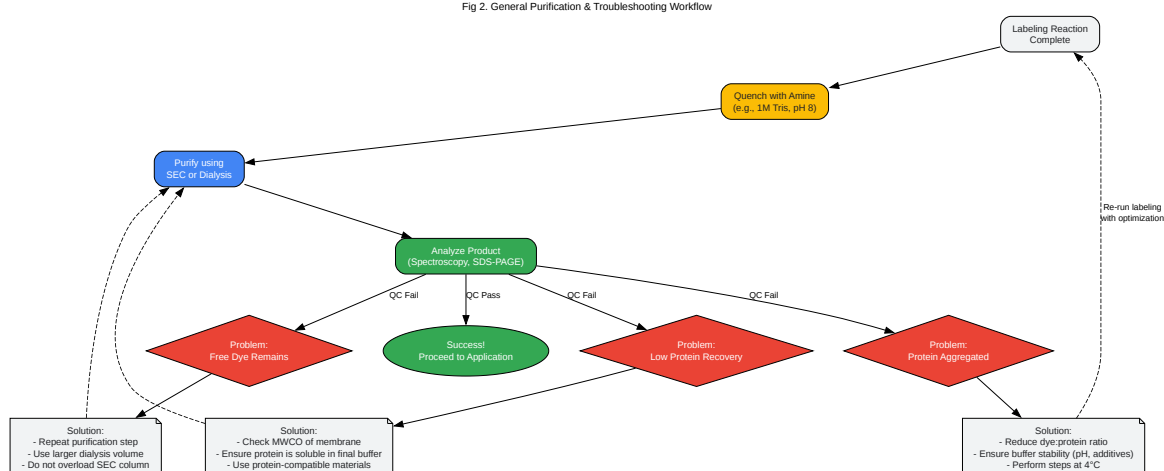 Fig 2. General Purification & Troubleshooting Workflow
Labeling Reaction
Complete
Quench with Amine
(e.g., 1M Tris, pH 8)
Purify using
SEC or Dialysis
Re-run labeling
with optimization
Analyze Product
(Spectroscopy, SDS-PAGE)
QC Fail
QC Pass
QC Fail
QC Fail
Problem:
Free Dye Remains
Success!
Proceed to Application
Problem:
Low Protein Recovery
Problem:
Protein Aggregated
Solution:
- Repeat purification step
- Use larger dialysis volume
- Do not overload SEC column
Solution:
- Check MWCO of membrane
- Ensure protein is soluble in final buffer
- Use protein-compatible materials
Solution:
- Reduce dye:protein ratio
- Ensure buffer stability (pH, additives)
- Perform steps at 4°C